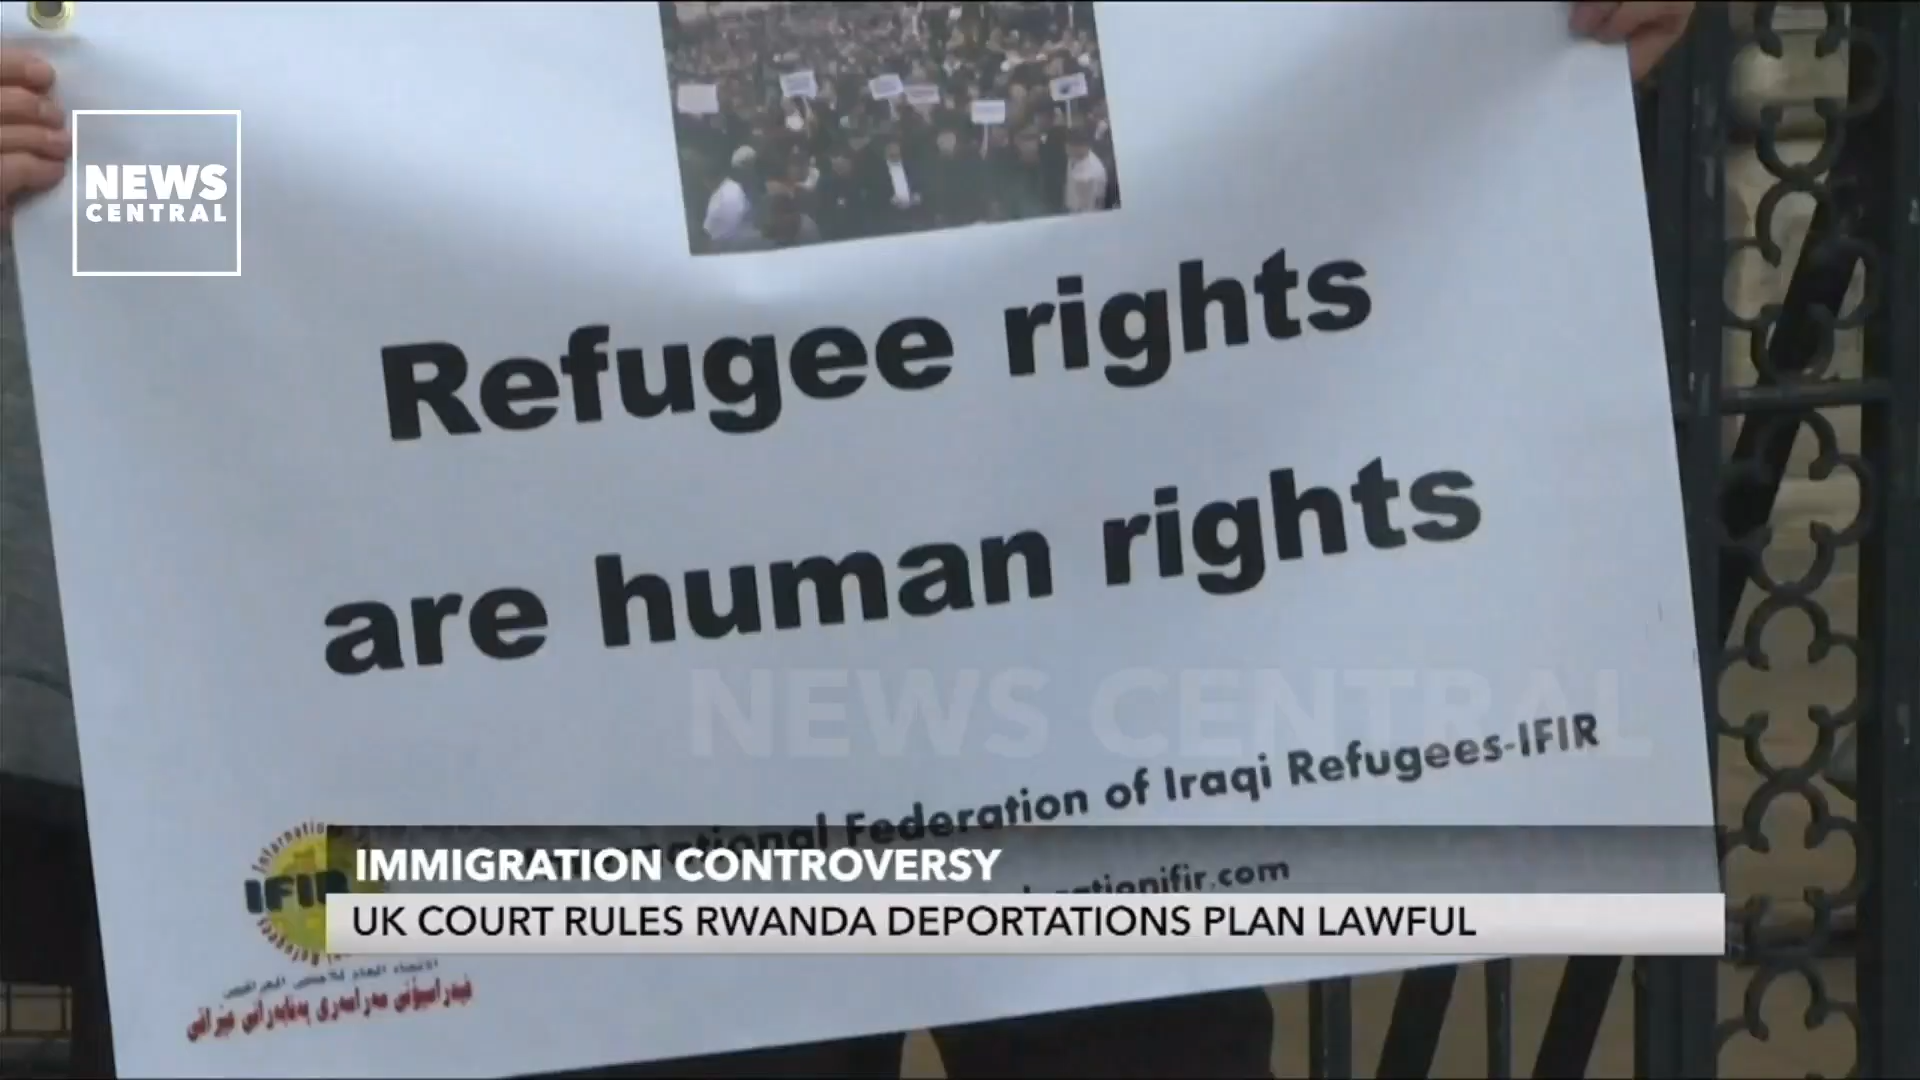 NEWS
CENTRAL
Refugee rights
are human rights
NEWS CENTRAL
International Federation of Iraqi Refugees-IFIR
IFIR
IMMIGRATION CONTROVERSY
UK COURT RULES RWANDA DEPORTATIONS PLAN LAWFUL